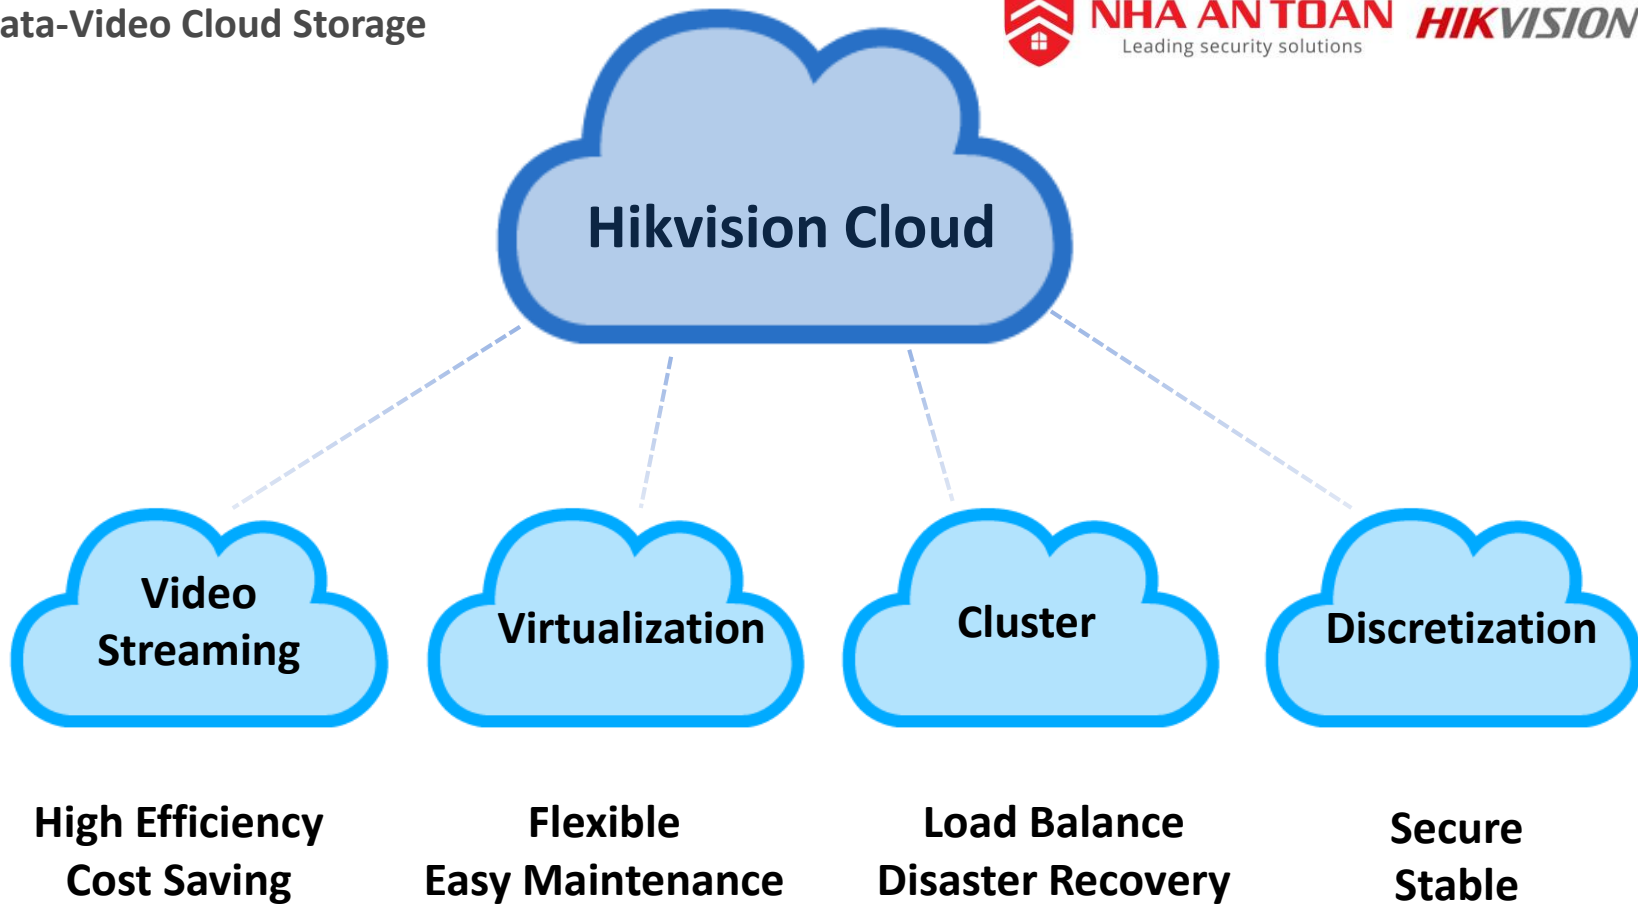 ata-Video Cloud Storage
NHA AN TOAN
Leading security solutions
HIKVISION
Hikvision Cloud
Video
Streaming
Virtualization
Cluster
Discretization
High Efficiency
Cost Saving
Flexible
Easy Maintenance
Load Balance
Disaster Recovery
Secure
Stable